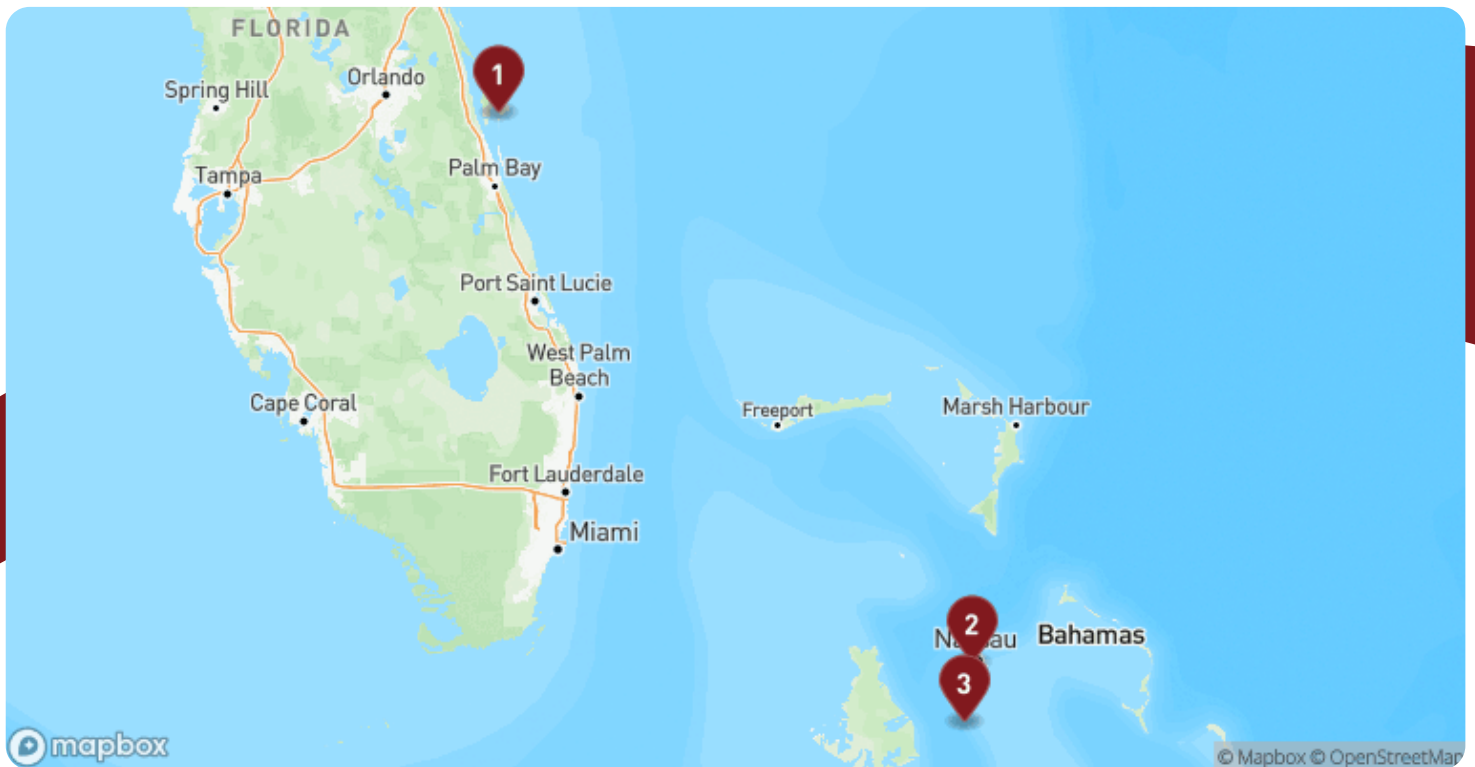 FLORIDA
1
Orlando
Spring Hill
Palm Bay
Tampa
Port Saint Lucie
West Palm
Beach
Cape Coral
Freeport
Marsh Harbour
Fort Lauderdale
Miami
2
Bahamas
3
mapbox
© Mapbox © OpenStreetMap